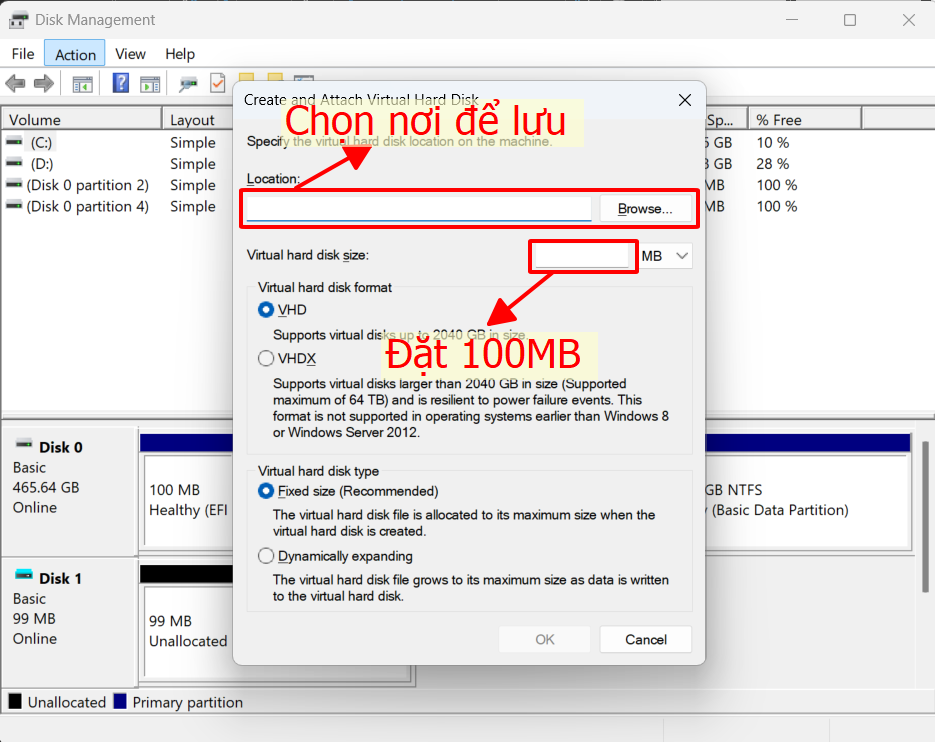 Disk Management
File Action View Help
Volume Layout Sp... % Free
(C:) Simple GB 10 %
(D:) Simple GB 28 %
(Disk 0 partition 2) Simple MB 100 %
(Disk 0 partition 4) Simple MB 100 %
Create and Attach Virtual Hard Disk
Chọn nơi để lưu
Specify the virtual hard disk location on the machine.
Location:
Browse...
Virtual hard disk size:
MB
Virtual hard disk format
VHD
Supports virtual disks up to 2040 GB in size.
Đặt 100MB
VHDX
Supports virtual disks larger than 2040 GB in size (Supported
maximum of 64 TB) and is resilient to power failure events. This
format is not supported in operating systems earlier than Windows 8
or Windows Server 2012.
Virtual hard disk type
Fixed size (Recommended)
The virtual hard disk file is allocated to its maximum size when the
virtual hard disk is created.
Dynamically expanding
The virtual hard disk file grows to its maximum size as data is written
to the virtual hard disk.
OK Cancel
Disk 0
Basic
465.64 GB
Online
100 MB
Healthy (EFI
GB NTFS
(Basic Data Partition)
Disk 1
Basic
99 MB
Online
99 MB
Unallocated
Unallocated Primary partition